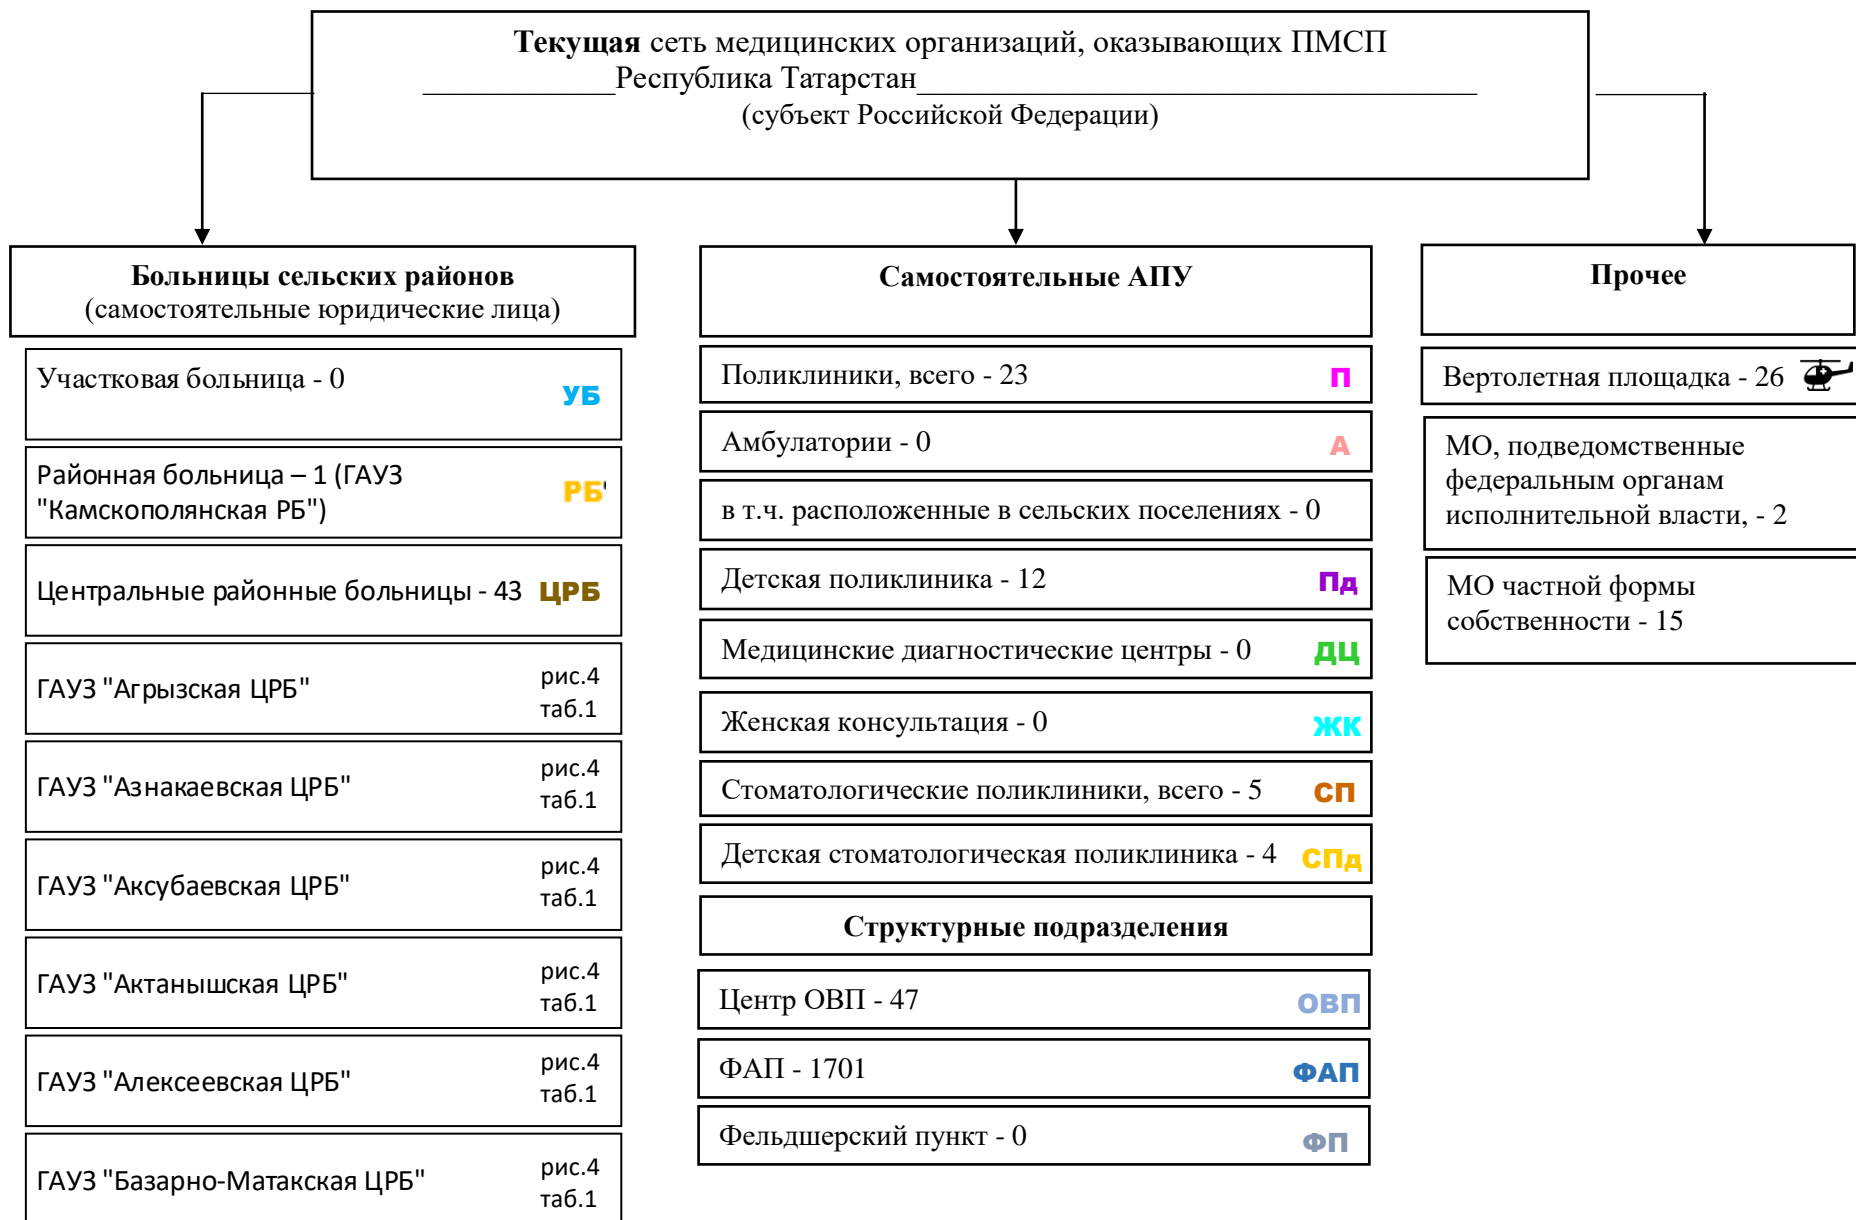 Текущая сеть медицинских организаций, оказывающих ПМСП
____________Республика Татарстан___________________________________
(субъект Российской Федерации)
Больницы сельских районов
(самостоятельные юридические лица)
Участковая больница - 0
УБ
Районная больница – 1 (ГАУЗ
"Камскополянская РБ")
РБ
Центральные районные больницы - 43 ЦРБ
ГАУЗ "Агрызская ЦРБ"
рис.4
таб.1
ГАУЗ "Азнакаевская ЦРБ"
рис.4
таб.1
ГАУЗ "Аксубаевская ЦРБ"
рис.4
таб.1
ГАУЗ "Актанышская ЦРБ"
рис.4
таб.1
ГАУЗ "Алексеевская ЦРБ"
рис.4
таб.1
ГАУЗ "Базарно-Матакская ЦРБ"
рис.4
таб.1
Самостоятельные АПУ
Поликлиники, всего - 23 П
Амбулатории - 0 А
в т.ч. расположенные в сельских поселениях - 0
Детская поликлиника - 12 Пд
Медицинские диагностические центры - 0 ДЦ
Женская консультация - 0 ЖК
Стоматологические поликлиники, всего - 5 СП
Детская стоматологическая поликлиника - 4 СПд
Структурные подразделения
Центр ОВП - 47 ОВП
ФАП - 1701 ФАП
Фельдшерский пункт - 0 ФП
Прочее
Вертолетная площадка - 26
МО, подведомственные
федеральным органам
исполнительной власти, - 2
МО частной формы
собственности - 15